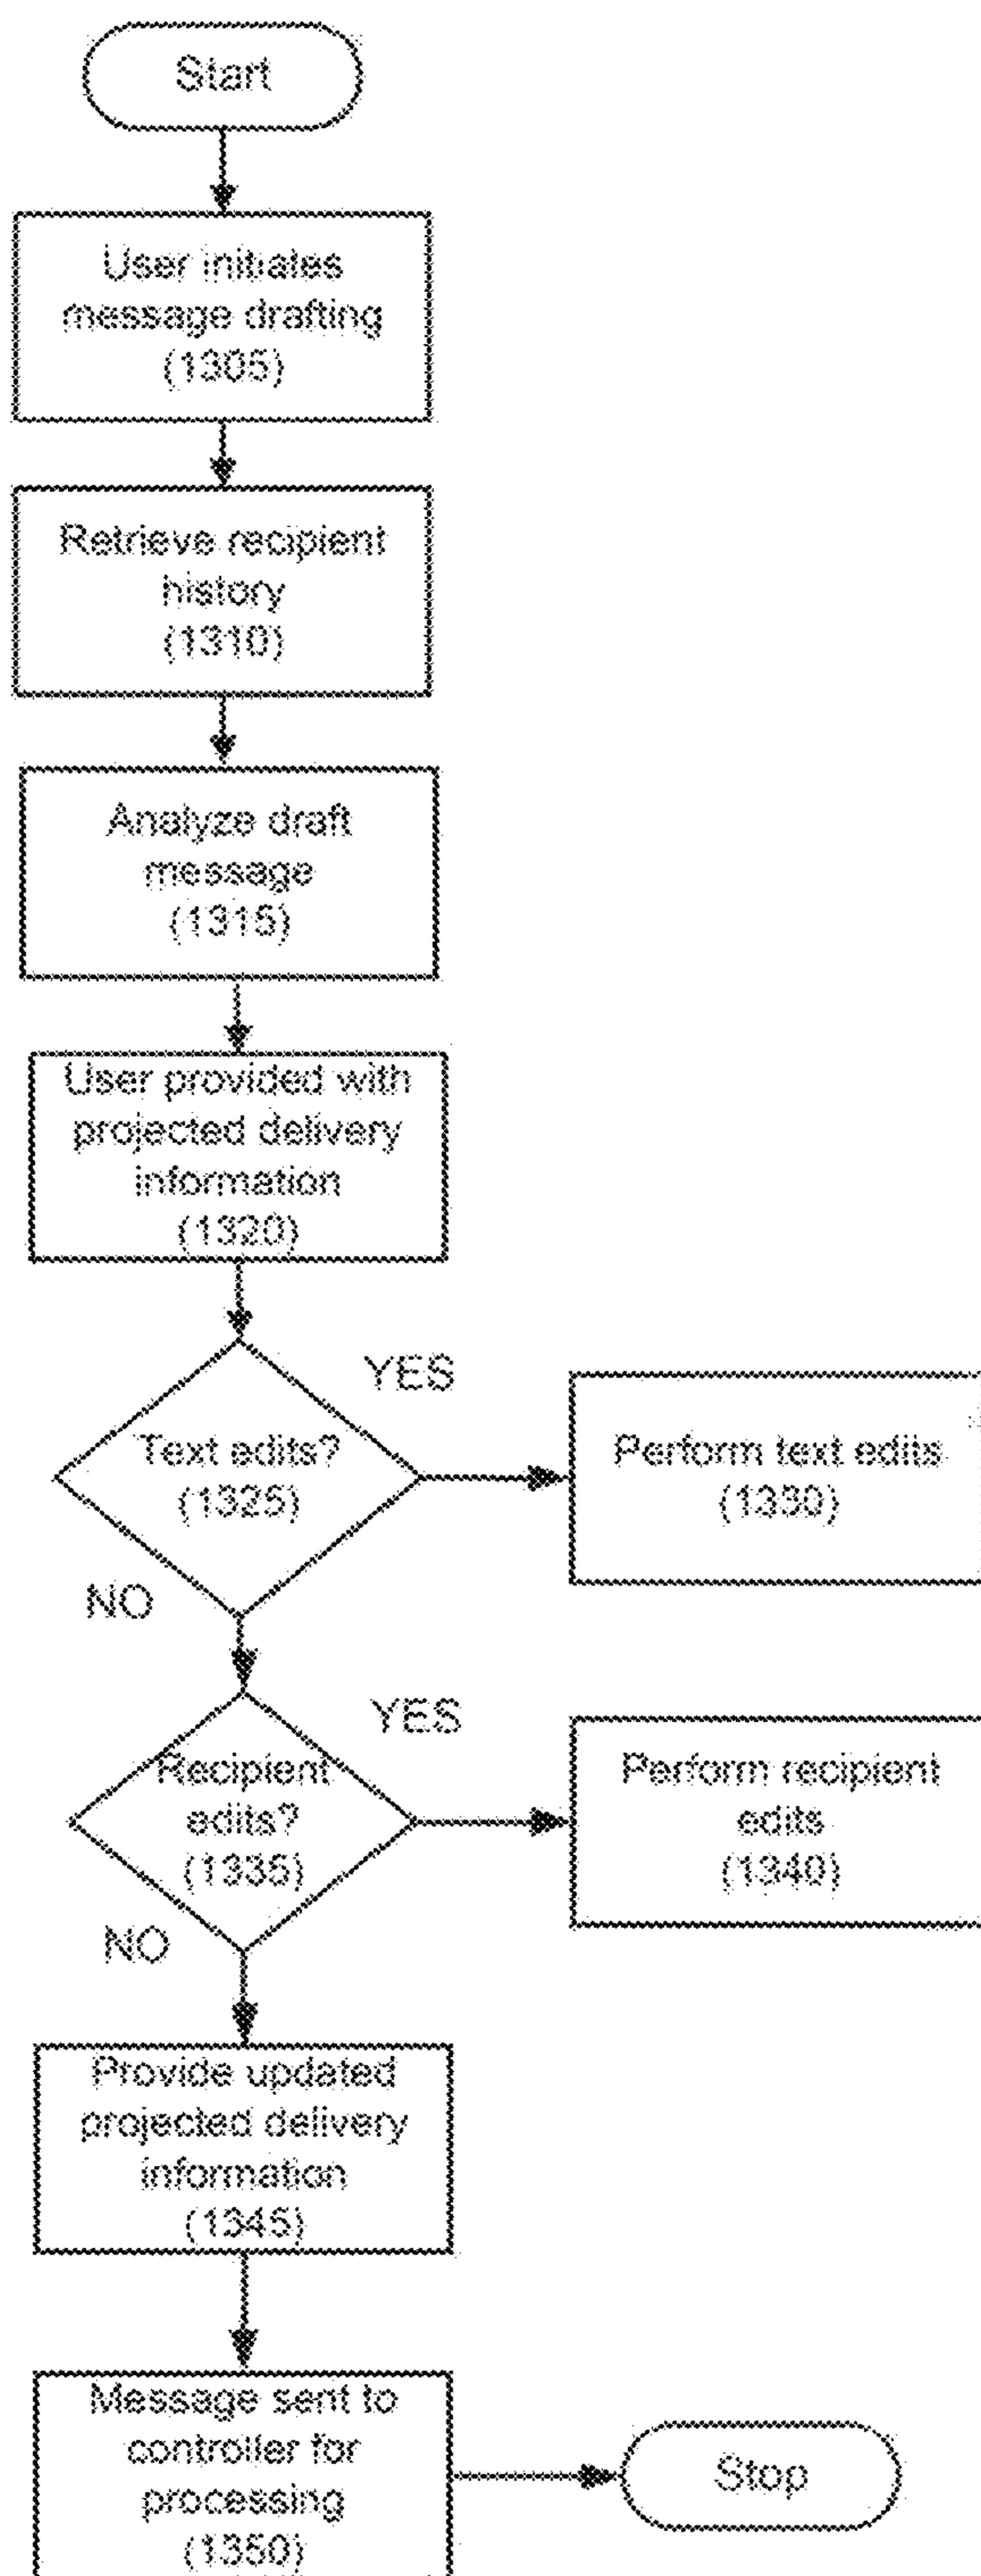 Start
User initiates
message drafting
(1305)
Retrieve recipient
history
(1310)
Analyze draft
message
(1315)
User provided with
projected delivery
information
(1320)
YES
Text edits?
(1325)
Perform text edits
(1330)
NO
YES
Recipient
edits?
(1335)
Perform recipient
edits
(1340)
NO
Provide updated
projected delivery
information
(1345)
Message sent to
controller for
processing
(1350)
Stop